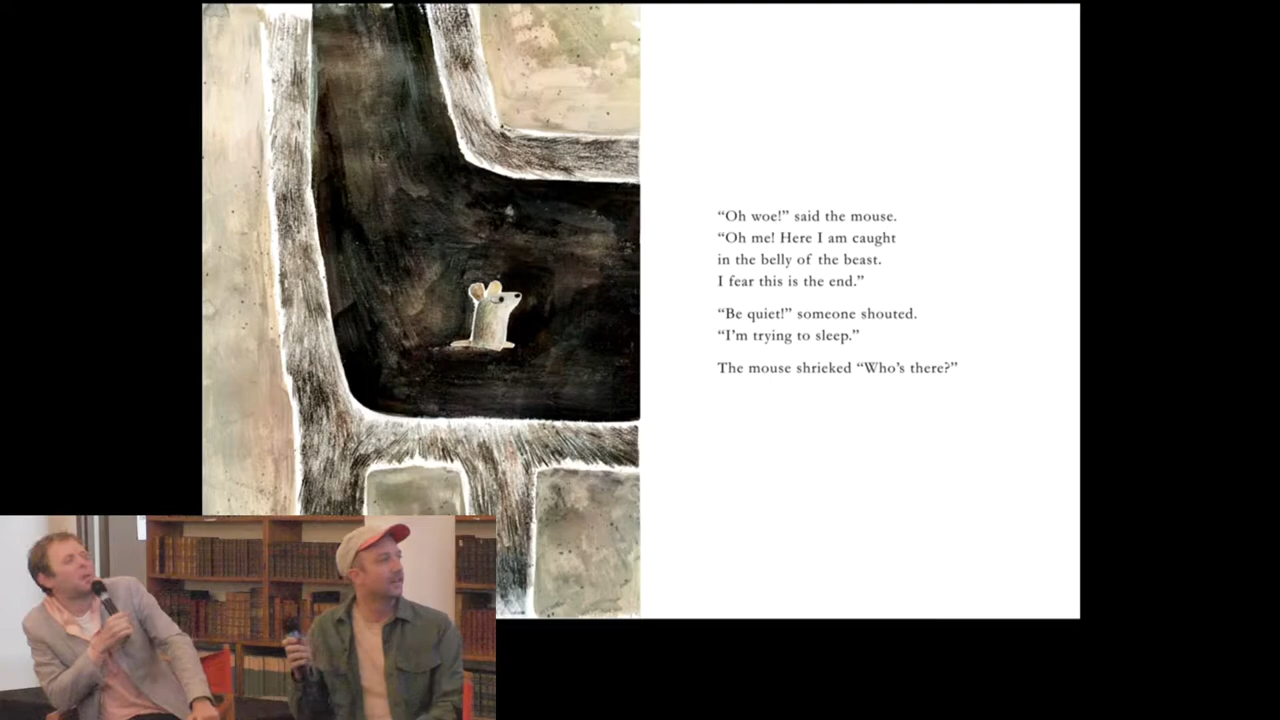 “Oh woe!” said the mouse.
“Oh me! Here I am caught
in the belly of the beast.
I fear this is the end.”
“Be quiet!” someone shouted.
“I’m trying to sleep.”
The mouse shrieked “Who’s there?”